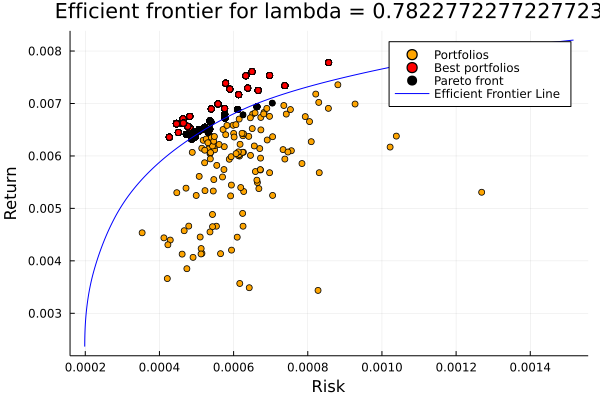 Efficient frontier for lambda = 0.7822772277227723
0.008
0.007
0.006
0.005
0.004
0.003
Return
Portfolios
Best portfolios
Pareto front
Efficient Frontier Line
0.0002 0.0004 0.0006 0.0008 0.0010 0.0012 0.0014
Risk